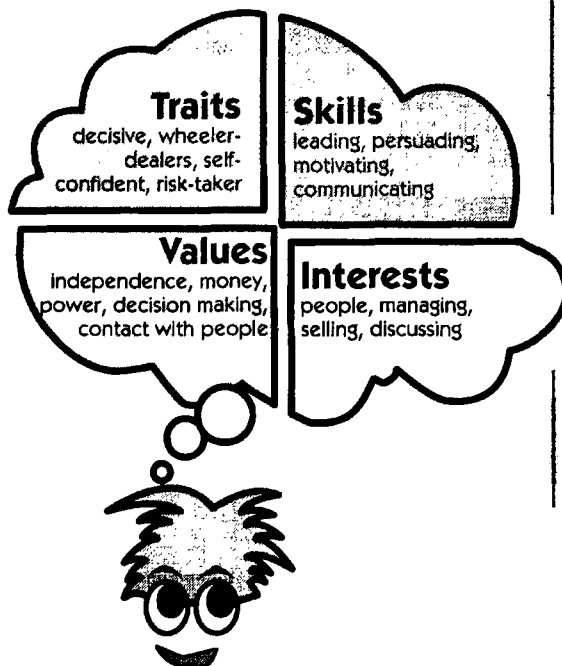 Traits
decisive, wheeler-
dealers, self-
confident, risk-taker
Skills
leading, persuading,
motivating,
communicating
Values
independence, money,
power, decision making,
contact with people
Interests
people, managing,
selling, discussing